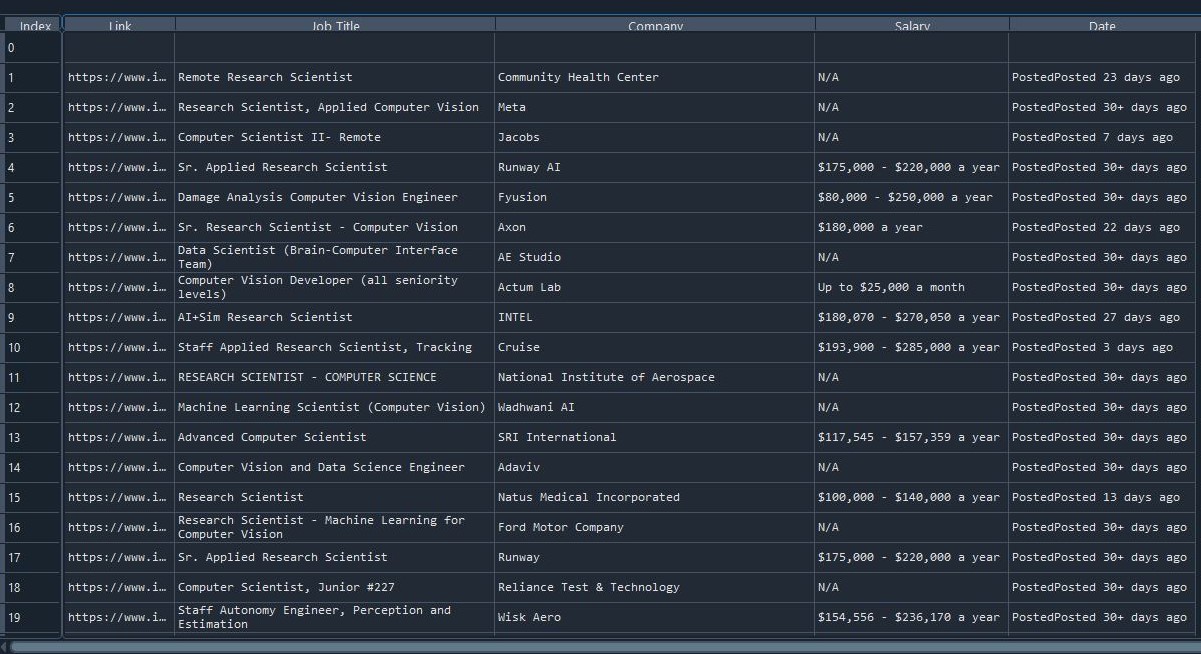 Index Link Job Title Company Salary Date
0
1 https://www.i… Remote Research Scientist Community Health Center N/A PostedPosted 23 days ago
2 https://www.i… Research Scientist, Applied Computer Vision Meta N/A PostedPosted 30+ days ago
3 https://www.i… Computer Scientist II- Remote Jacobs N/A PostedPosted 7 days ago
4 https://www.i… Sr. Applied Research Scientist Runway AI $175,000 - $220,000 a year PostedPosted 30+ days ago
5 https://www.i… Damage Analysis Computer Vision Engineer Fyusion $80,000 - $250,000 a year PostedPosted 30+ days ago
6 https://www.i… Sr. Research Scientist - Computer Vision Axon $180,000 a year PostedPosted 22 days ago
7 https://www.i… Data Scientist (Brain-Computer Interface
Team) AE Studio N/A PostedPosted 30+ days ago
8 https://www.i… Computer Vision Developer (all seniority
levels) Actum Lab Up to $25,000 a month PostedPosted 30+ days ago
9 https://www.i… AI+Sim Research Scientist INTEL $180,070 - $270,050 a year PostedPosted 27 days ago
10 https://www.i… Staff Applied Research Scientist, Tracking Cruise $193,900 - $285,000 a year PostedPosted 3 days ago
11 https://www.i… RESEARCH SCIENTIST - COMPUTER SCIENCE National Institute of Aerospace N/A PostedPosted 30+ days ago
12 https://www.i… Machine Learning Scientist (Computer Vision) Wadhwani AI N/A PostedPosted 30+ days ago
13 https://www.i… Advanced Computer Scientist SRI International $117,545 - $157,359 a year PostedPosted 30+ days ago
14 https://www.i… Computer Vision and Data Science Engineer Adaviv N/A PostedPosted 30+ days ago
15 https://www.i… Research Scientist Natus Medical Incorporated $100,000 - $140,000 a year PostedPosted 13 days ago
16 https://www.i… Research Scientist - Machine Learning for
Computer Vision Ford Motor Company N/A PostedPosted 30+ days ago
17 https://www.i… Sr. Applied Research Scientist Runway $175,000 - $220,000 a year PostedPosted 30+ days ago
18 https://www.i… Computer Scientist, Junior #227 Reliance Test & Technology N/A PostedPosted 30+ days ago
19 https://www.i… Staff Autonomy Engineer, Perception and
Estimation Wisk Aero $154,556 - $236,170 a year PostedPosted 30+ days ago